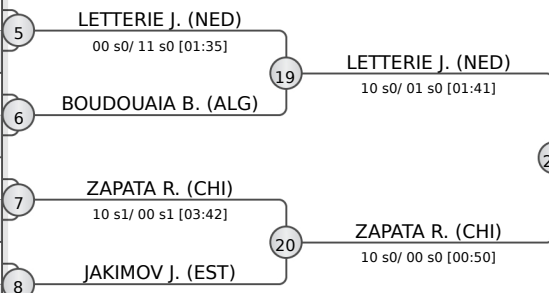 5
LETTERIE J. (NED)
00 s0/ 11 s0 [01:35]
19
LETTERIE J. (NED)
10 s0/ 01 s0 [01:41]
6
BOUDOUAIA B. (ALG)
7
ZAPATA R. (CHI)
10 s1/ 00 s1 [03:42]
20
ZAPATA R. (CHI)
10 s0/ 00 s0 [00:50]
8
JAKIMOV J. (EST)